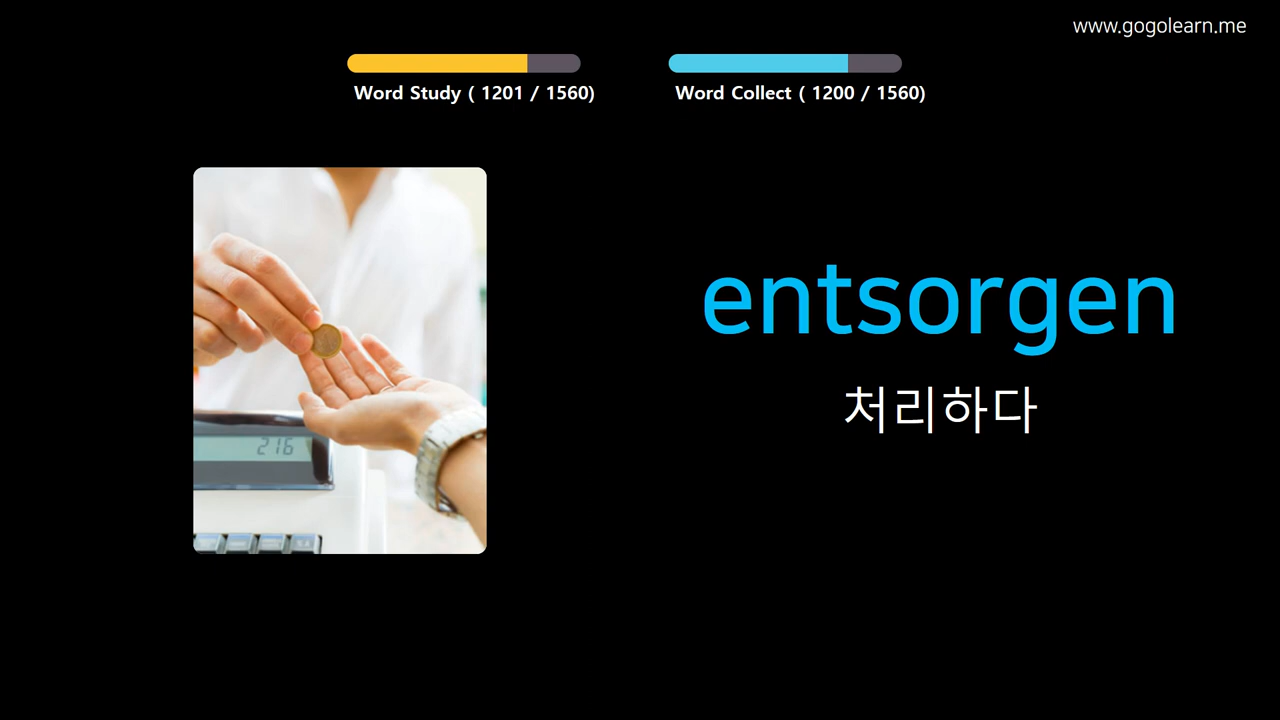 www.gogolearn.me
Word Study ( 1201 / 1560)
Word Collect ( 1200 / 1560)
216
entsorgen
처리하다